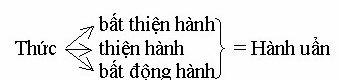 bất thiện hành
Thức thiện hành = Hành uẩn
bất động hành